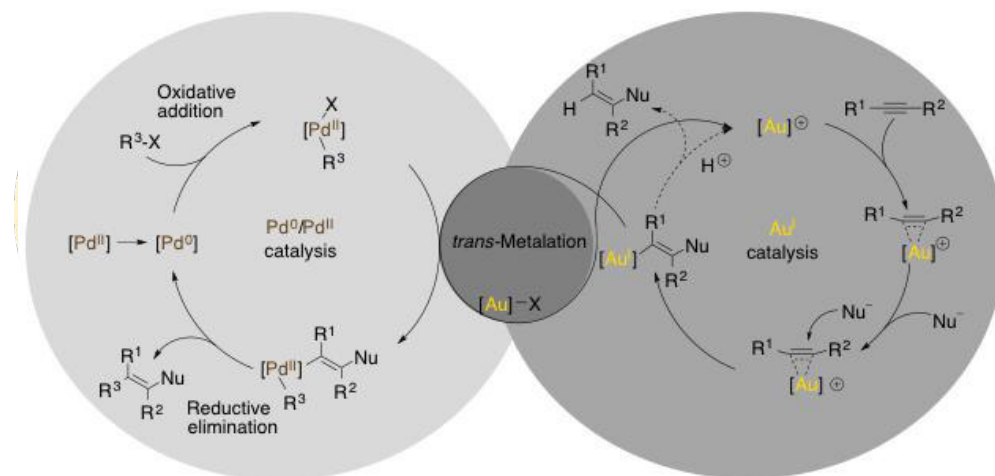 Oxidative
addition
R³-X
X
[Pdᴵᴵ]
R³
[Pdᴵᴵ]
[Pd⁰]
Pd⁰/Pdᴵᴵ
catalysis
R¹
R³
Nu
R²
Reductive
elimination
[Pdᴵᴵ]
R³
R¹
Nu
R²
trans-Metalation
[Au]–X
R¹
H
Nu
R²
H⊕
[Au]⊕
R¹
R²
[Auᴵ]
R¹
Nu
R²
Auᴵ
catalysis
R¹
R²
[Au]⊕
Nu⁻
Nu⁻
R¹
R²
[Au]⊕